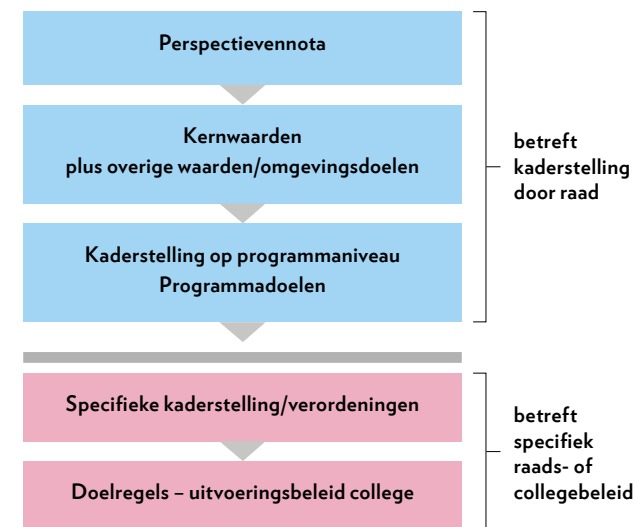 Perspectievennota
Kernwaarden
plus overige waarden/omgevingsdoelen
Kaderstelling op programmaniveau
Programmadoelen
betreft
kaderstelling
door raad
Specifieke kaderstelling/verordeningen
Doelregels – uitvoeringsbeleid college
betreft
specifiek
raads- of
collegebeleid